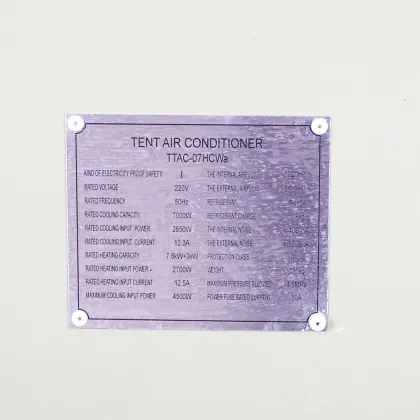 TENT AIR CONDITIONER
TTAC-07HCWa
KIND OF ELECTRICITY PROOF SAFETY I THE INTERNAL AIRFLOW
RATED VOLTAGE 220V THE EXTERNAL AIRFLOW
RATED FREQUENCY 50Hz REFRIGERANT
RATED COOLING CAPACITY 7000W REFRIGERANT CHARGE
RATED COOLING INPUT POWER 2650W THE INTERNAL NOISE
RATED COOLING INPUT CURRENT 12.3A THE EXTERNAL NOISE
RATED HEATING CAPACITY 7.8kW+3kW PROTECTION CLASS
RATED HEATING INPUT POWER 2700W WEIGHT
RATED HEATING INPUT CURRENT 12.5A MAXIMUM PRESSURE ALLOWED
MAXIMUM COOLING INPUT POWER 4500W POWER FUSE RATED CURRENT